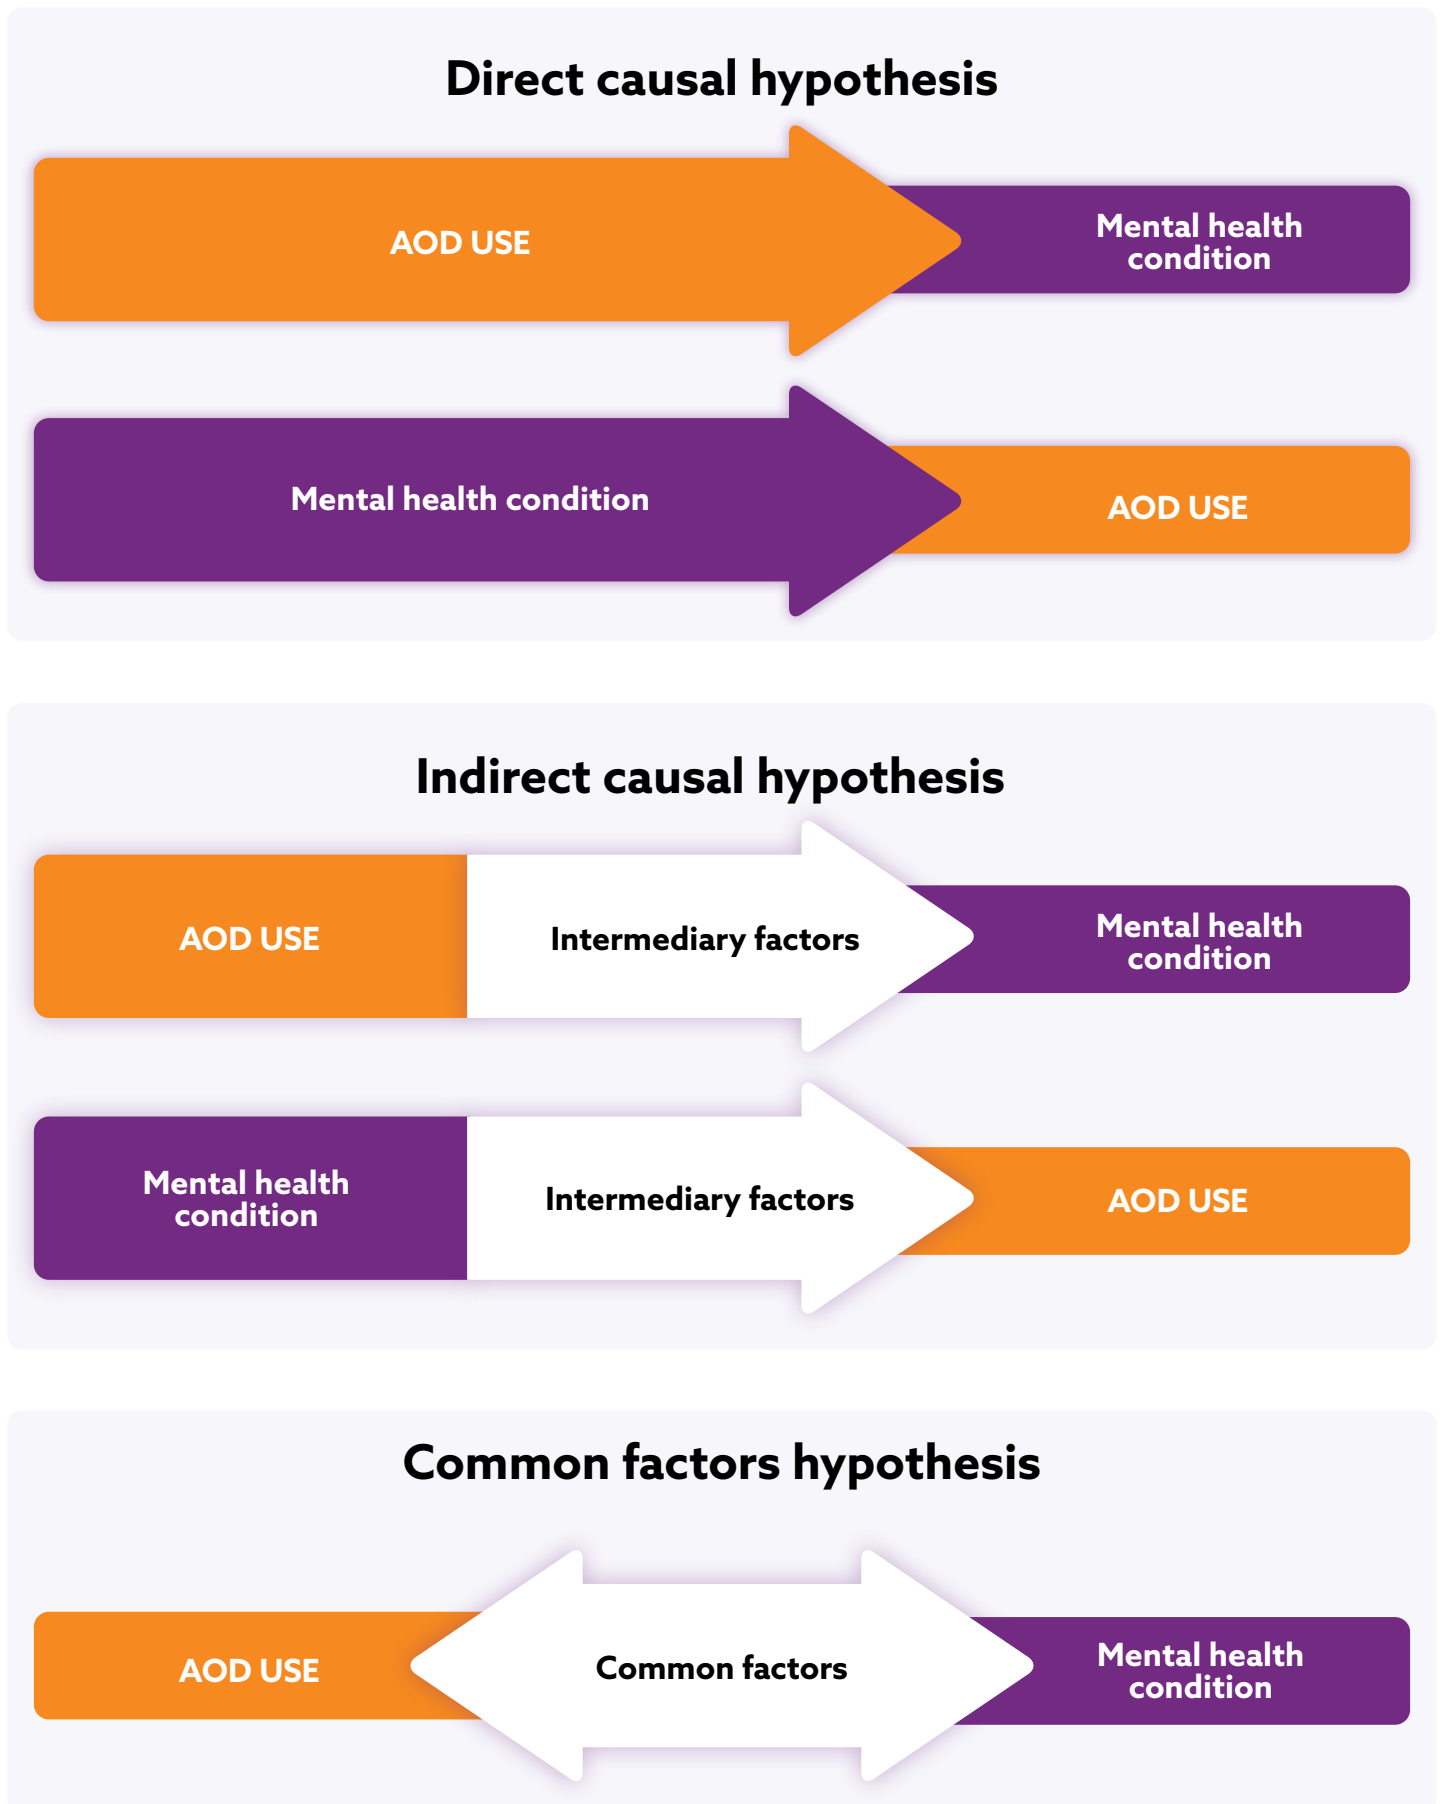 Direct causal hypothesis
AOD USE
Mental health
condition
Mental health condition
AOD USE
Indirect causal hypothesis
AOD USE
Intermediary factors
Mental health
condition
Mental health
condition
Intermediary factors
AOD USE
Common factors hypothesis
AOD USE
Common factors
Mental health
condition